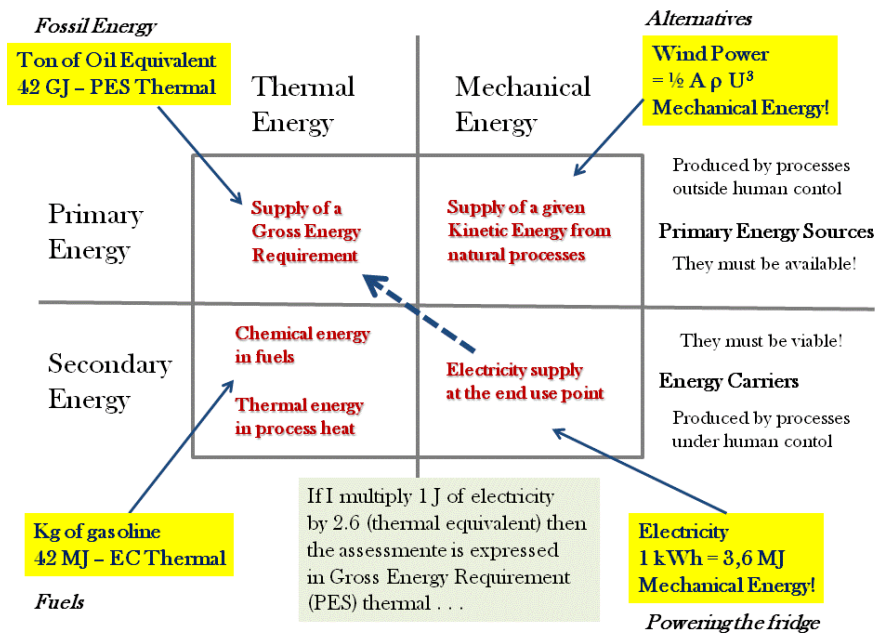 Fossil Energy
Ton of Oil Equivalent
42 GJ – PES Thermal
Alternatives
Wind Power
= ½ A ρ U³
Mechanical Energy!
Thermal
Energy
Mechanical
Energy
Primary
Energy
Supply of a
Gross Energy
Requirement
Supply of a given
Kinetic Energy from
natural processes
Produced by processes
outside human contol
Primary Energy Sources
They must be available!
Secondary
Energy
Chemical energy
in fuels
Thermal energy
in process heat
Electricity supply
at the end use point
They must be viable!
Energy Carriers
Produced by processes
under human contol
Kg of gasoline
42 MJ – EC Thermal
Fuels
If I multiply 1 J of electricity
by 2.6 (thermal equivalent) then
the assessmente is expressed
in Gross Energy Requirement
(PES) thermal . . .
Electricity
1 kWh = 3,6 MJ
Mechanical Energy!
Powering the fridge